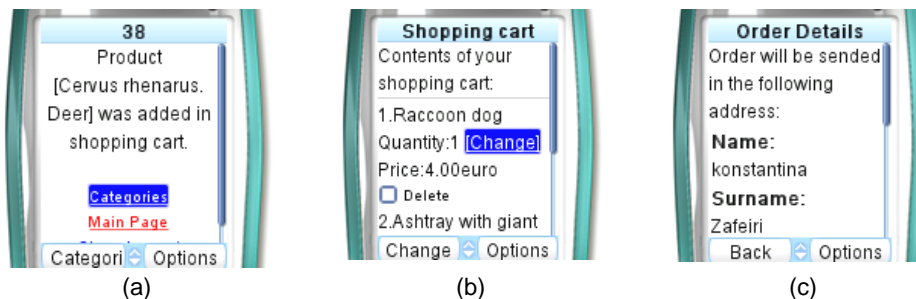 38
Product
[Cervus rhenarus.
Deer] was added in
shopping cart.
Categories
Main Page
Categori
Options
(a)
Shopping cart
Contents of your
shopping cart:
1.Raccoon dog
Quantity:1 [Change]
Price:4.00euro
Delete
2.Ashtray with giant
Change
Options
(b)
Order Details
Order will be sended
in the following
address:
Name:
konstantina
Surname:
Zafeiri
Back
Options
(c)